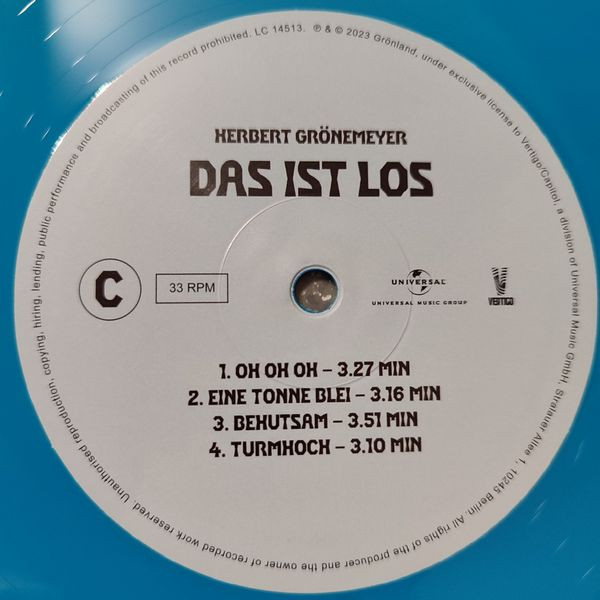 HERBERT GRÖNEMEYER
DAS IST LOS
C
33 RPM
UNIVERSAL
UNIVERSAL MUSIC GROUP
VERTIGO
1. OH OH OH – 3.27 MIN
2. EINE TONNE BLEI – 3.16 MIN
3. BEHUTSAM – 3.51 MIN
4. TURMHOCH – 3.10 MIN
Unauthorised reproduction, copying, hiring, lending, public performance and broadcasting of this record prohibited. LC 14513. ℗ & © 2023 Grönland, under exclusive license to Vertigo/Capitol, a division of Universal Music GmbH, Stralauer Allee 1, 10245 Berlin. All rights of the producer and the owner of recorded work reserved.